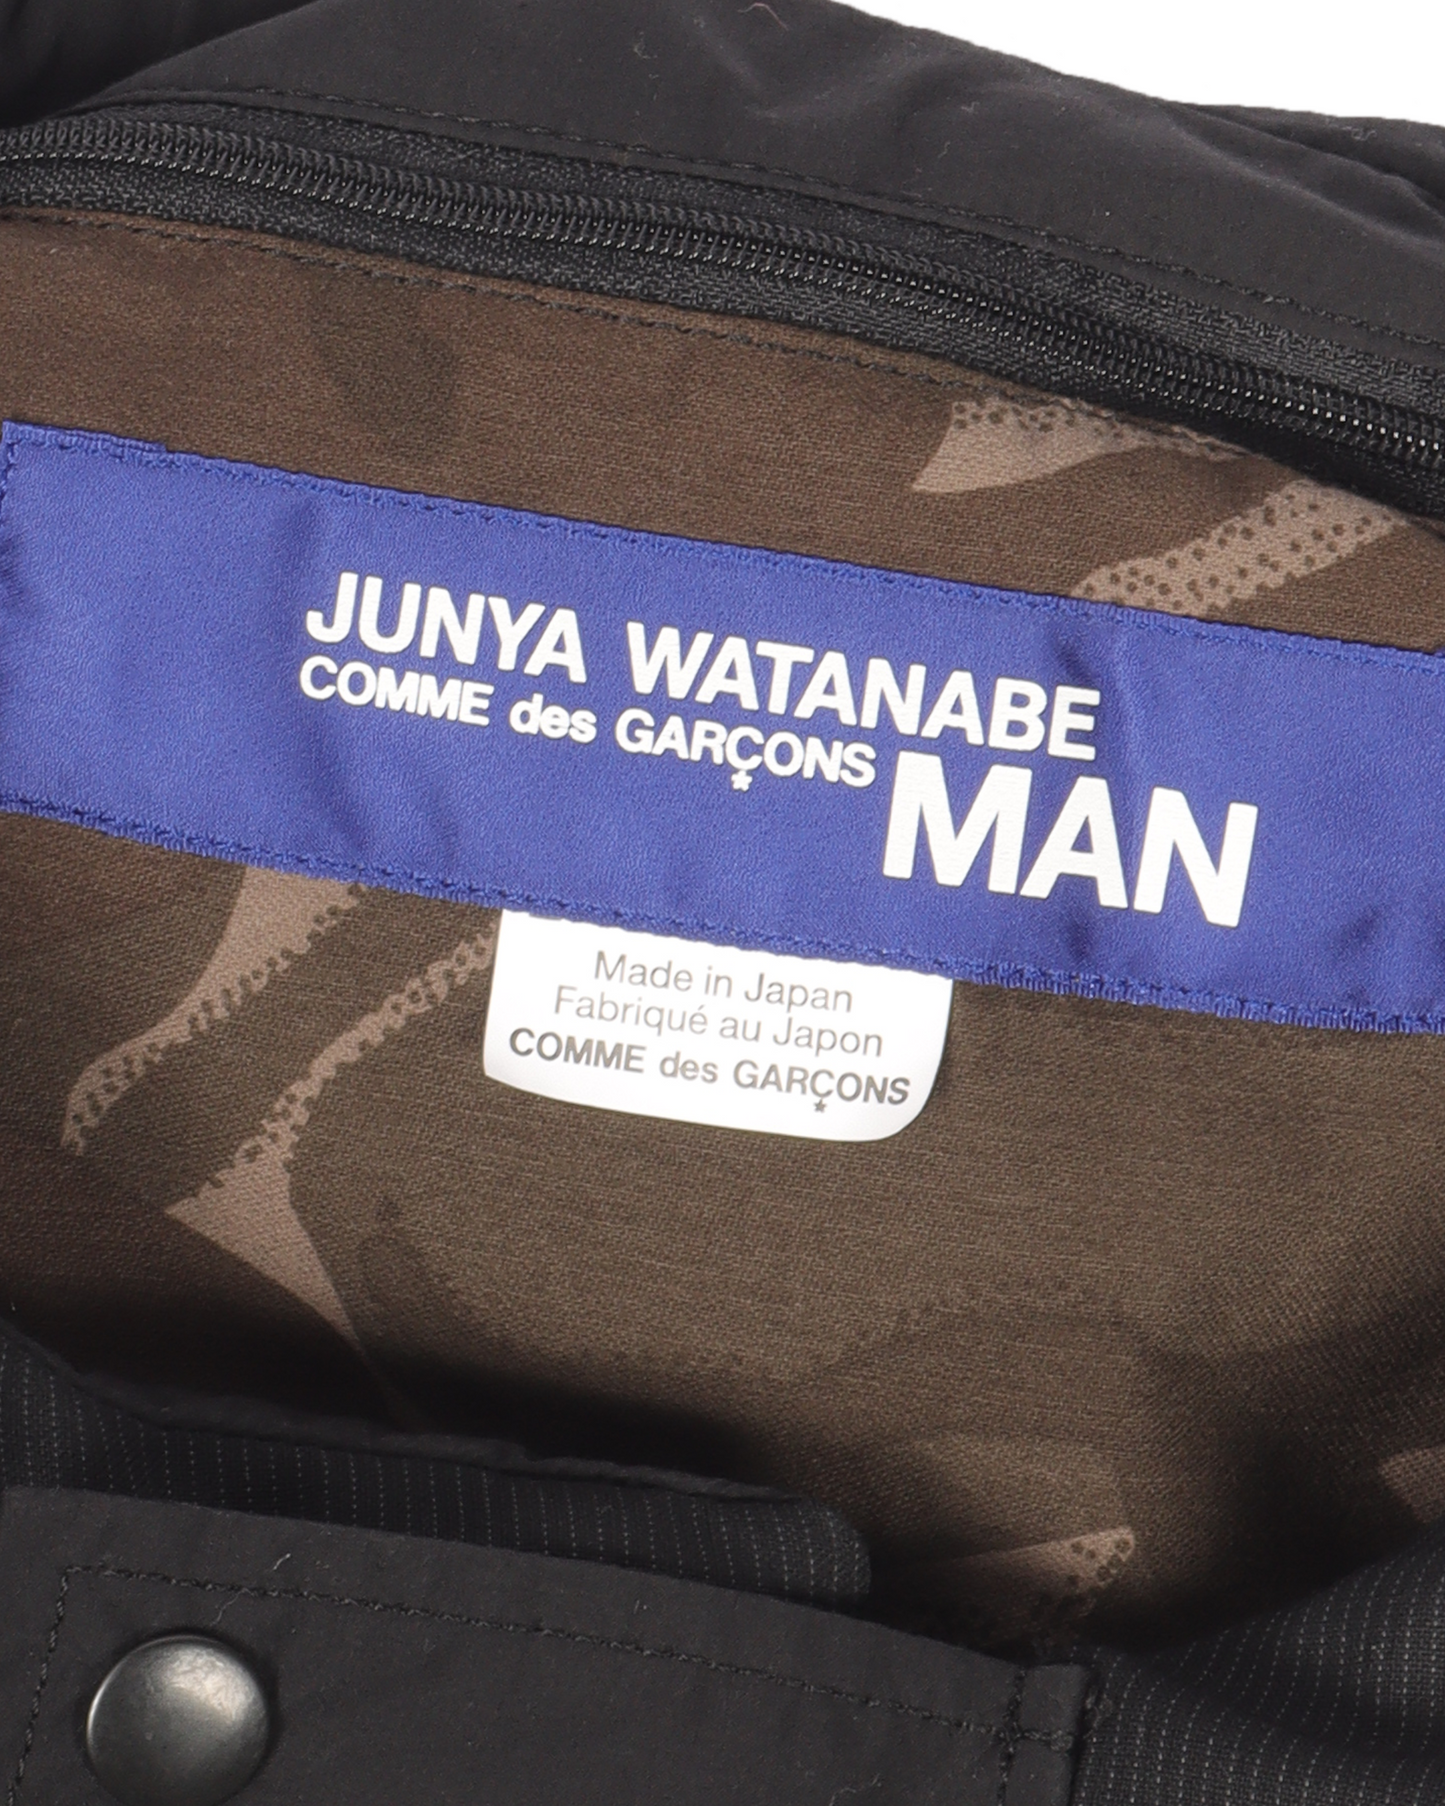 JUNYA WATANABE
COMME des GARÇONS MAN
Made in Japan
Fabriqué au Japon
COMME des GARÇONS